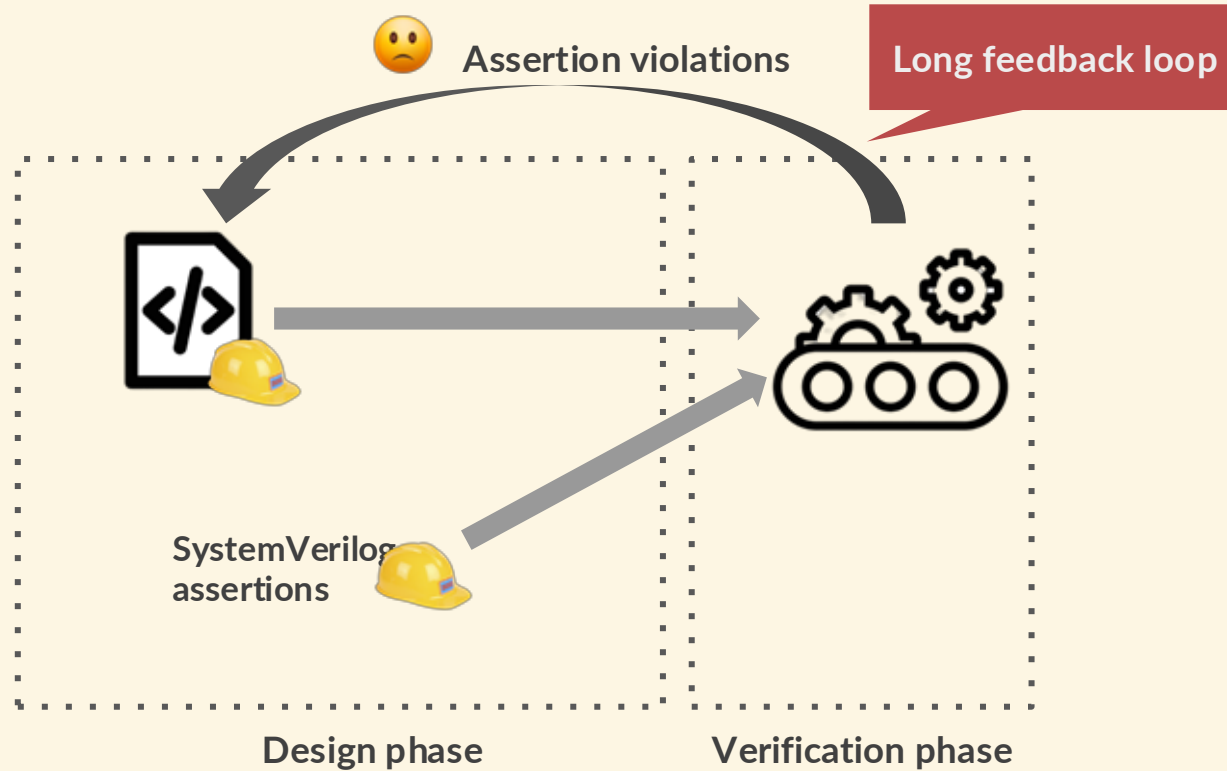 Assertion violations
Long feedback loop
</>
SystemVerilog
assertions
Design phase
Verification phase